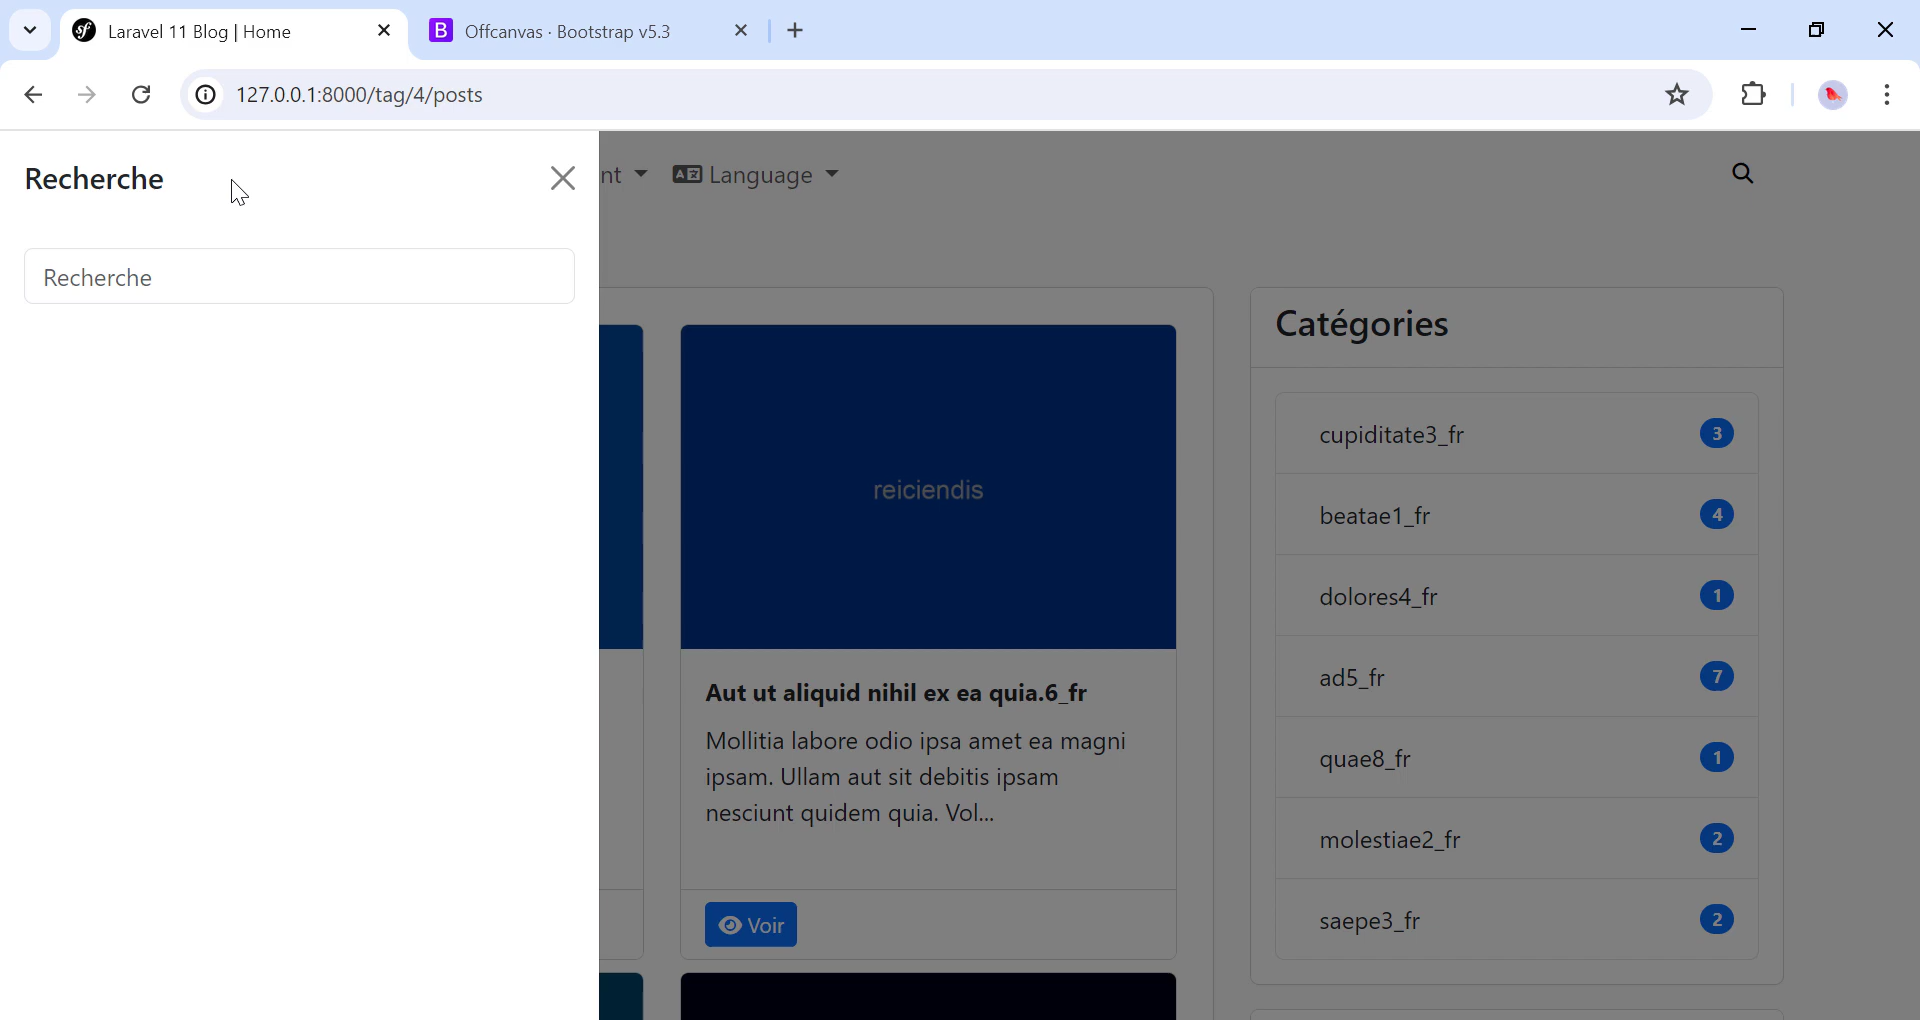 Laravel 11 Blog | Home
Offcanvas · Bootstrap v5.3
127.0.0.1:8000/tag/4/posts
Recherche
nt
Language
Recherche
reiciendis
Aut ut aliquid nihil ex ea quia.6_fr
Mollitia labore odio ipsa amet ea magni
ipsam. Ullam aut sit debitis ipsam
nesciunt quidem quia. Vol...
Voir
Catégories
cupiditate3_fr 3
beatae1_fr 4
dolores4_fr 1
ad5_fr 7
quae8_fr 1
molestiae2_fr 2
saepe3_fr 2